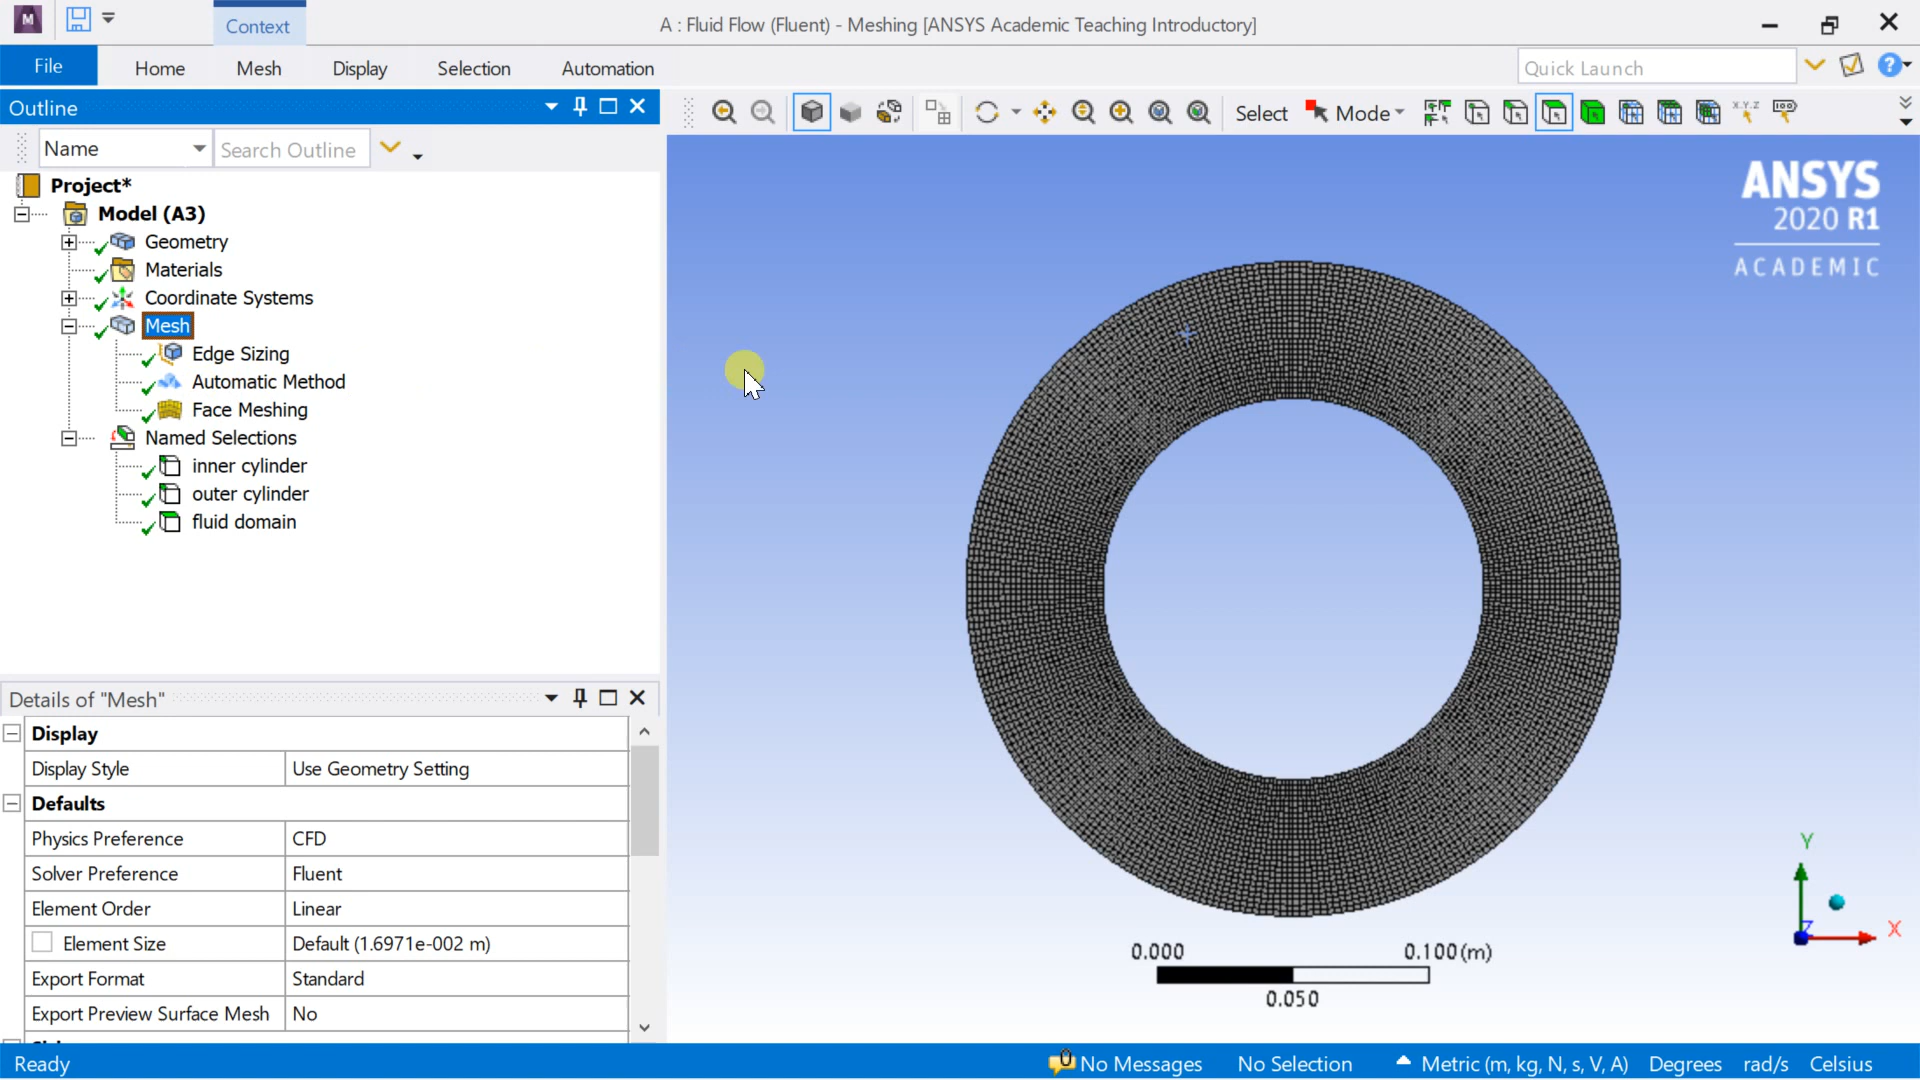 M
Context
A : Fluid Flow (Fluent) - Meshing [ANSYS Academic Teaching Introductory]
File
Home
Mesh
Display
Selection
Automation
Quick Launch
?
Outline
Select
Mode
X.Y.Z
Name
Search Outline
Project*
Model (A3)
Geometry
Materials
Coordinate Systems
Mesh
Edge Sizing
Automatic Method
Face Meshing
Named Selections
inner cylinder
outer cylinder
fluid domain
ANSYS
2020 R1
ACADEMIC
Details of "Mesh"
Display
Display Style Use Geometry Setting
Defaults
Physics Preference CFD
Solver Preference Fluent
Element Order Linear
Element Size Default (1.6971e-002 m)
Export Format Standard
Export Preview Surface Mesh No
0.000 0.100(m)
0.050
Y
Z
X
Ready
0 No Messages
No Selection
Metric (m, kg, N, s, V, A)
Degrees
rad/s
Celsius